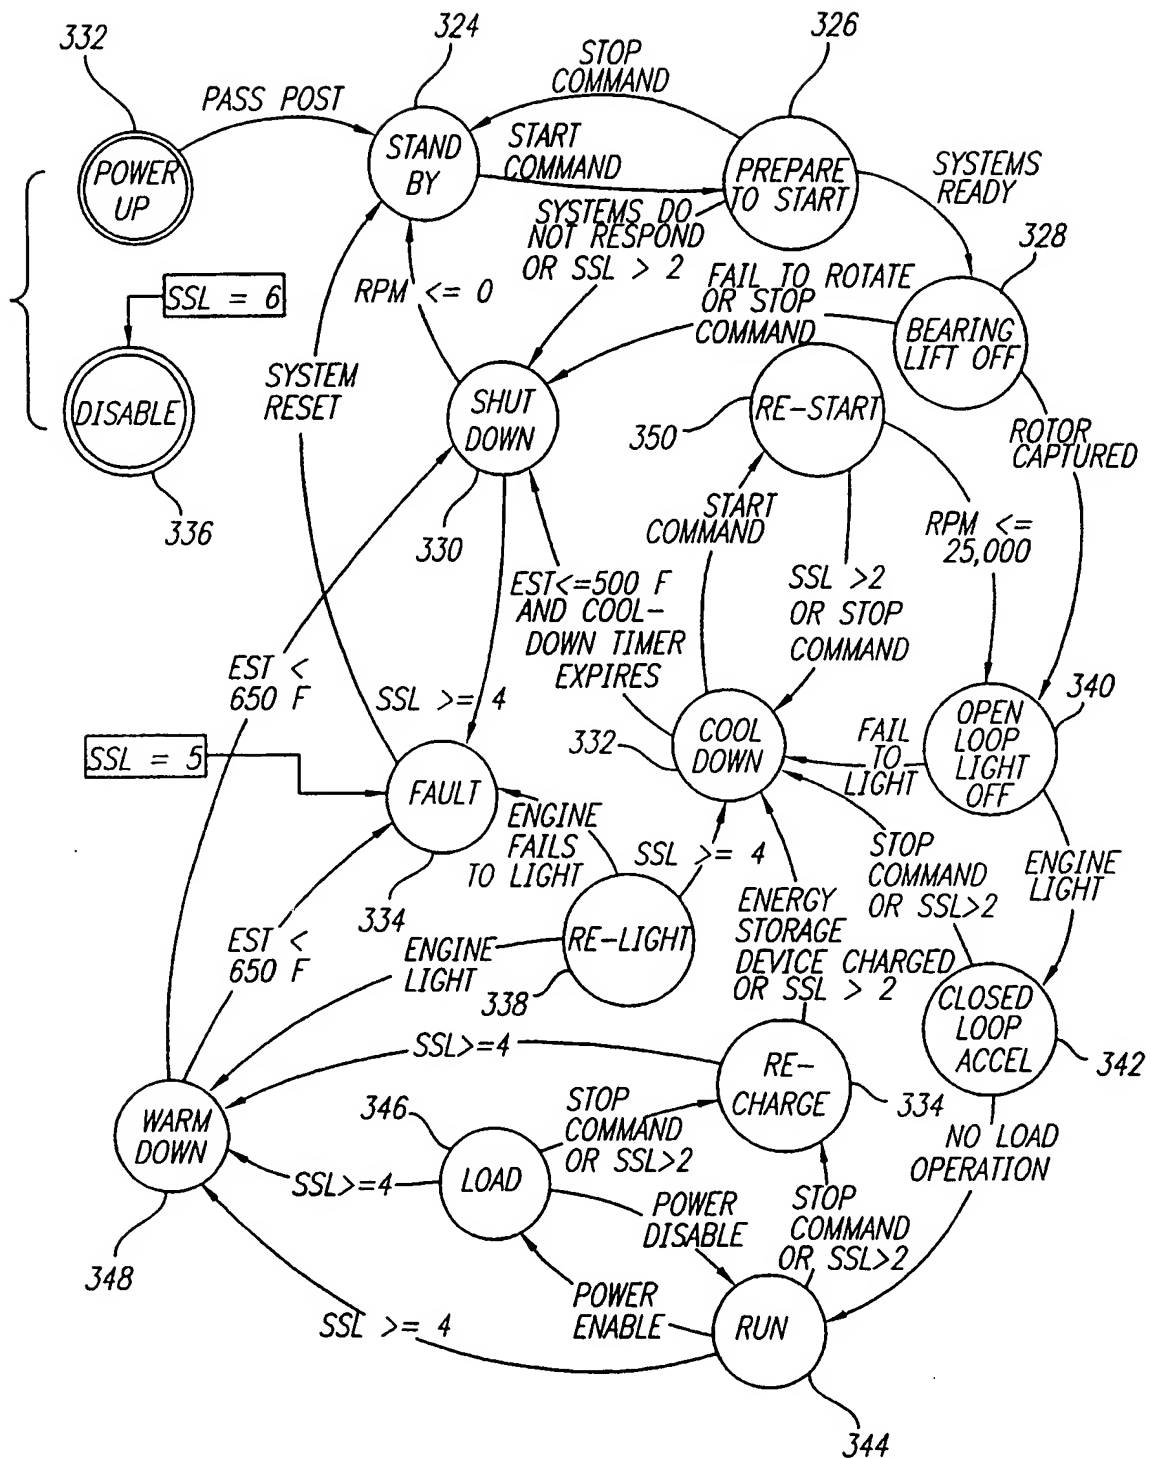 332
324
326
STOP
COMMAND
PASS POST
POWER
UP
STAND
BY
START
COMMAND
PREPARE
TO START
SYSTEMS
READY
SYSTEMS DO
NOT RESPOND
OR SSL > 2
328
RPM <= 0
FAIL TO ROTATE
OR STOP
COMMAND
BEARING
LIFT OFF
SSL = 6
DISABLE
336
SYSTEM
RESET
SHUT
DOWN
330
350
RE-START
ROTOR
CAPTURED
START
COMMAND
RPM <=
25,000
EST<=500 F
AND COOL-
DOWN TIMER
EXPIRES
SSL >2
OR STOP
COMMAND
EST <
650 F
SSL >= 4
340
SSL = 5
FAULT
334
332
COOL
DOWN
FAIL
TO
LIGHT
OPEN
LOOP
LIGHT
OFF
ENGINE
FAILS
TO LIGHT
SSL >= 4
STOP
COMMAND
OR SSL>2
ENGINE
LIGHT
EST <
650 F
ENGINE
LIGHT
RE-LIGHT
338
ENERGY
STORAGE
DEVICE CHARGED
OR SSL > 2
CLOSED
LOOP
ACCEL
342
SSL>=4
RE-
CHARGE
334
346
STOP
COMMAND
OR SSL>2
WARM
DOWN
348
SSL>=4
LOAD
NO LOAD
OPERATION
POWER
DISABLE
STOP
COMMAND
OR SSL>2
POWER
ENABLE
SSL >= 4
RUN
344